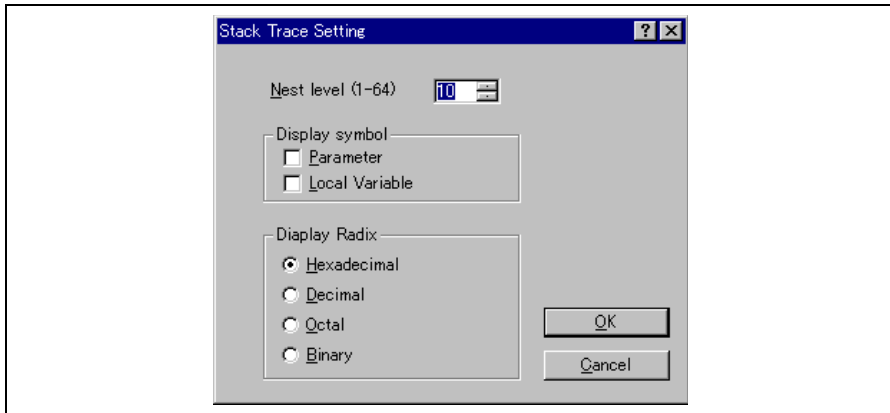 Stack Trace Setting
Nest level (1-64) 10
Display symbol
Parameter
Local Variable
Diaplay Radix
Hexadecimal
Decimal
Octal
Binary
OK
Cancel